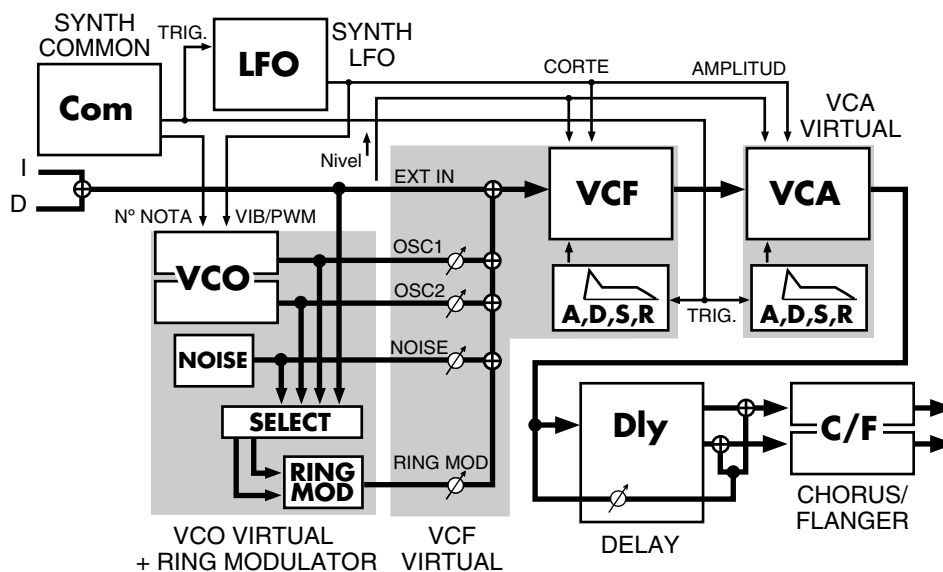 SYNTH
COMMON
TRIG.
LFO
SYNTH
LFO
Com
CORTE
AMPLITUD
VCA
VIRTUAL
Nivel
I
D
EXT IN
VCF
VCA
Nº NOTA
VIB/PWM
VCO
OSC1
OSC2
A,D,S,R
TRIG.
A,D,S,R
NOISE
NOISE
SELECT
Dly
C/F
RING
MOD
RING MOD
CHORUS/
FLANGER
VCO VIRTUAL
+ RING MODULATOR
VCF
VIRTUAL
DELAY